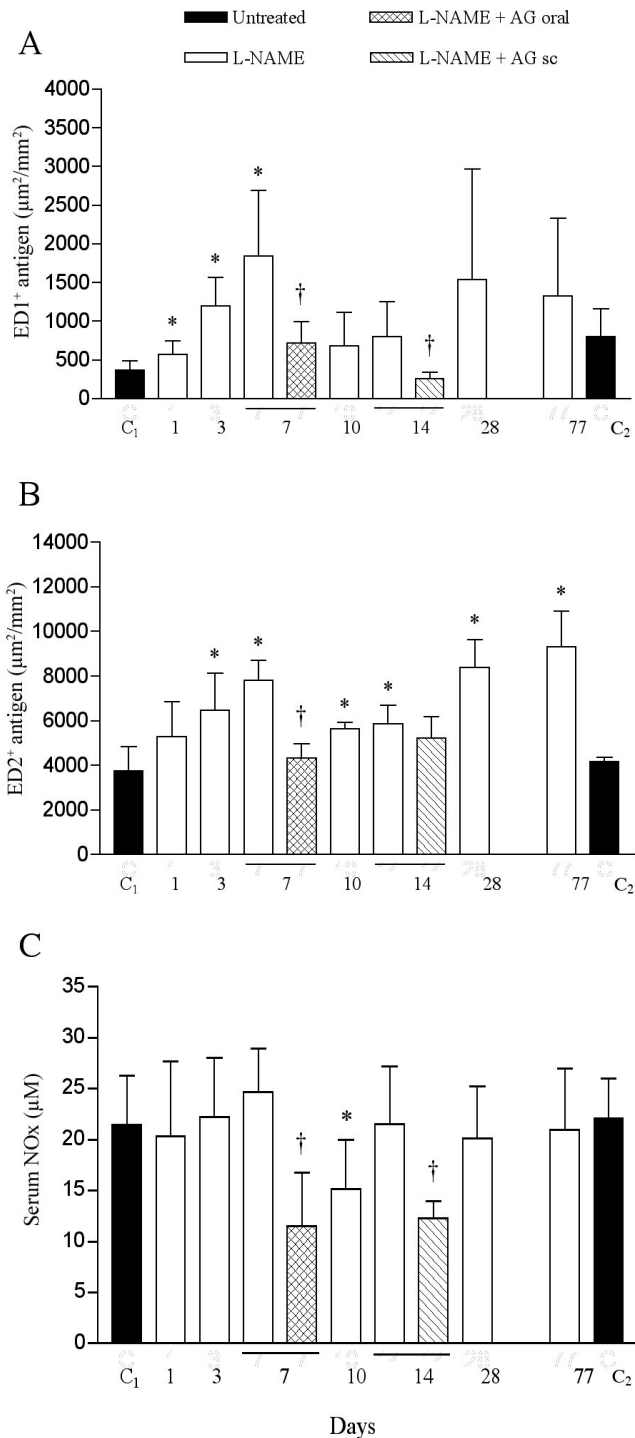 Untreated
L-NAME + AG oral
L-NAME
L-NAME + AG sc
A
ED1⁺ antigen (µm²/mm²)
4000
3500
3000
2500
2000
1500
1000
500
0
* * * † †
C₁ 1 3 7 10 14 28 77 C₂
B
ED2⁺ antigen (µm²/mm²)
14000
12000
10000
8000
6000
4000
2000
0
* * † * * * *
C₁ 1 3 7 10 14 28 77 C₂
C
Serum NOx (µM)
35
30
25
20
15
10
5
0
† * †
C₁ 1 3 7 10 14 28 77 C₂
Days